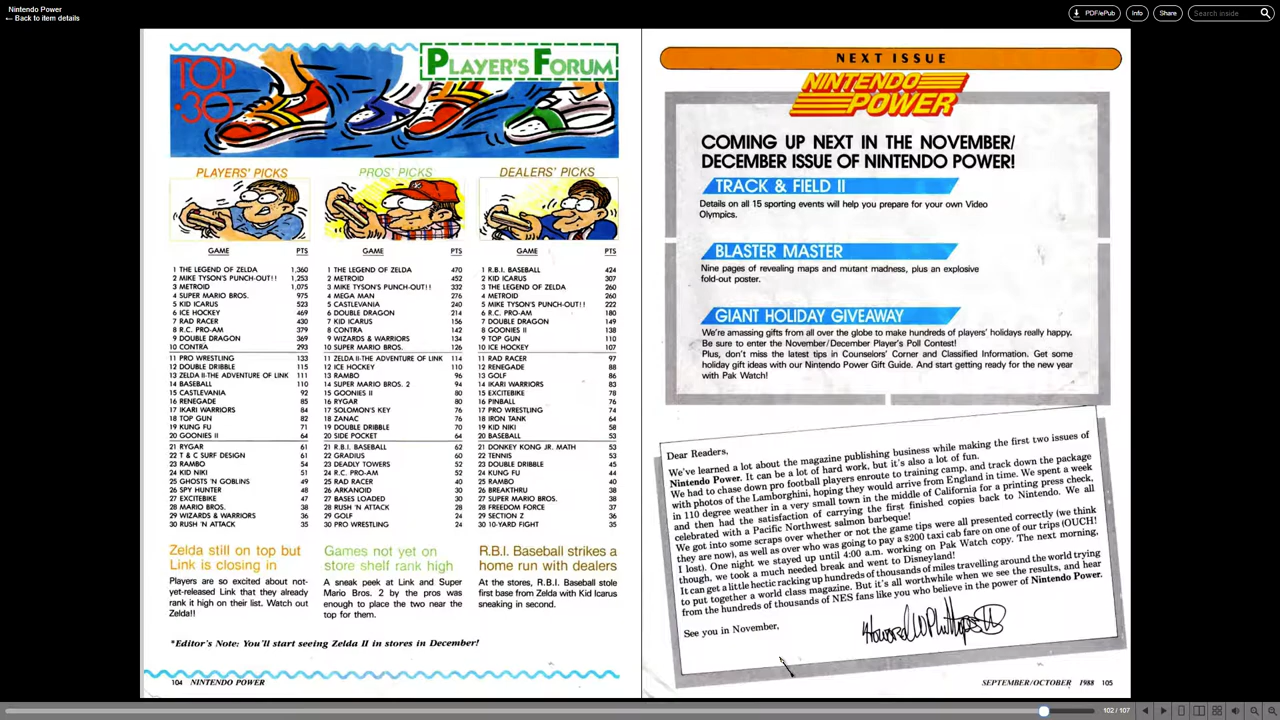 Nintendo Power
← Back to item details
PDF/ePub
Info
Share
Search inside
TOP 30
PLAYER'S FORUM
PLAYERS' PICKS
GAME PTS
1 THE LEGEND OF ZELDA 1,360
2 MIKE TYSON'S PUNCH-OUT!! 1,253
3 METROID 1,075
4 SUPER MARIO BROS. 975
5 KID ICARUS 523
6 ICE HOCKEY 469
7 RAD RACER 430
8 R.C. PRO-AM 379
9 DOUBLE DRAGON 369
10 CONTRA 293
11 PRO WRESTLING 133
12 DOUBLE DRIBBLE 115
13 ZELDA II-THE ADVENTURE OF LINK 111
14 BASEBALL 110
15 CASTLEVANIA 92
16 RENEGADE 85
17 IKARI WARRIORS 84
18 TOP GUN 82
19 KUNG FU 71
20 GOONIES II 64
21 RYGAR 61
22 T & C SURF DESIGN 61
23 RAMBO 54
24 KID NIKI 51
25 GHOSTS 'N GOBLINS 49
26 SPY HUNTER 48
27 EXCITEBIKE 47
28 MARIO BROS. 38
29 WIZARDS & WARRIORS 36
30 RUSH 'N ATTACK 35
PROS' PICKS
GAME PTS
1 THE LEGEND OF ZELDA 470
2 METROID 452
3 MIKE TYSON'S PUNCH-OUT!! 332
4 MEGA MAN 276
5 CASTLEVANIA 240
6 DOUBLE DRAGON 214
7 KID ICARUS 156
8 CONTRA 142
9 WIZARDS & WARRIORS 134
10 SUPER MARIO BROS. 126
11 ZELDA II-THE ADVENTURE OF LINK 114
12 ICE HOCKEY 110
13 RAMBO 96
14 SUPER MARIO BROS. 2 94
15 GOONIES II 80
16 RYGAR 80
17 SOLOMON'S KEY 76
18 ZANAC 76
19 DOUBLE DRIBBLE 70
20 SIDE POCKET 64
21 R.B.I. BASEBALL 62
22 GRADIUS 60
23 DEADLY TOWERS 52
24 R.C. PRO-AM 52
25 RAD RACER 40
26 ARKANOID 30
27 BASES LOADED 30
28 RUSH 'N ATTACK 28
29 GOLF 24
30 PRO WRESTLING 24
DEALERS' PICKS
GAME PTS
1 R.B.I. BASEBALL 424
2 KID ICARUS 307
3 THE LEGEND OF ZELDA 260
4 METROID 260
5 MIKE TYSON'S PUNCH-OUT!! 222
6 R.C. PRO-AM 180
7 DOUBLE DRAGON 149
8 GOONIES II 138
9 TOP GUN 110
10 ICE HOCKEY 107
11 RAD RACER 97
12 RENEGADE 88
13 GOLF 86
14 IKARI WARRIORS 83
15 EXCITEBIKE 78
16 PINBALL 76
17 PRO WRESTLING 74
18 IRON TANK 64
19 KID NIKI 58
20 BASEBALL 53
21 DONKEY KONG JR. MATH 53
22 TENNIS 53
23 DOUBLE DRIBBLE 45
24 KUNG FU 44
25 RAMBO 40
26 BREAKTHRU 38
27 SUPER MARIO BROS. 38
28 FREEDOM FORCE 37
29 SECTION Z 36
30 10-YARD FIGHT 35
Zelda still on top but
Link is closing in
Players are so excited about not-
yet-released Link that they already
rank it high on their list. Watch out
Zelda!!
Games not yet on
store shelf rank high
A sneak peek at Link and Super
Mario Bros. 2 by the pros was
enough to place the two near the
top for them.
R.B.I. Baseball strikes a
home run with dealers
At the stores, R.B.I. Baseball stole
first base from Zelda with Kid Icarus
sneaking in second.
*Editor's Note: You'll start seeing Zelda II in stores in December!
104 NINTENDO POWER
NEXT ISSUE
NINTENDO
POWER
COMING UP NEXT IN THE NOVEMBER/
DECEMBER ISSUE OF NINTENDO POWER!
TRACK & FIELD II
Details on all 15 sporting events will help you prepare for your own Video
Olympics.
BLASTER MASTER
Nine pages of revealing maps and mutant madness, plus an explosive
fold-out poster.
GIANT HOLIDAY GIVEAWAY
We're amassing gifts from all over the globe to make hundreds of players' holidays really happy.
Be sure to enter the November/December Player's Poll Contest!
Plus, don't miss the latest tips in Counselors' Corner and Classified Information. Get some
holiday gift ideas with our Nintendo Power Gift Guide. And start getting ready for the new year
with Pak Watch!
Dear Readers,
We've learned a lot about the magazine publishing business while making the first two issues of
Nintendo Power. It can be a lot of hard work, but it's also a lot of fun.
We had to chase down pro football players enroute to training camp, and track down the package
with photos of the Lamborghini, hoping they would arrive from England in time. We spent a week
in 110 degree weather in a very small town in the middle of California for a printing press check,
and then had the satisfaction of carrying the first finished copies back to Nintendo. We all
celebrated with a Pacific Northwest salmon barbeque!
We got into some scraps over whether or not the game tips were all presented correctly (we think
they are now), as well as over who was going to pay a $200 taxi cab fare on one of our trips (OUCH!
I lost). One night we stayed up until 4:00 a.m. working on Pak Watch copy. The next morning,
though, we took a much needed break and went to Disneyland!
It can get a little hectic racking up hundreds of thousands of miles travelling around the world trying
to put together a world class magazine. But it's all worthwhile when we see the results, and hear
from the hundreds of thousands of NES fans like you who believe in the power of Nintendo Power.
See you in November,
Howard Phillips
SEPTEMBER/OCTOBER 1988 105
102 / 107